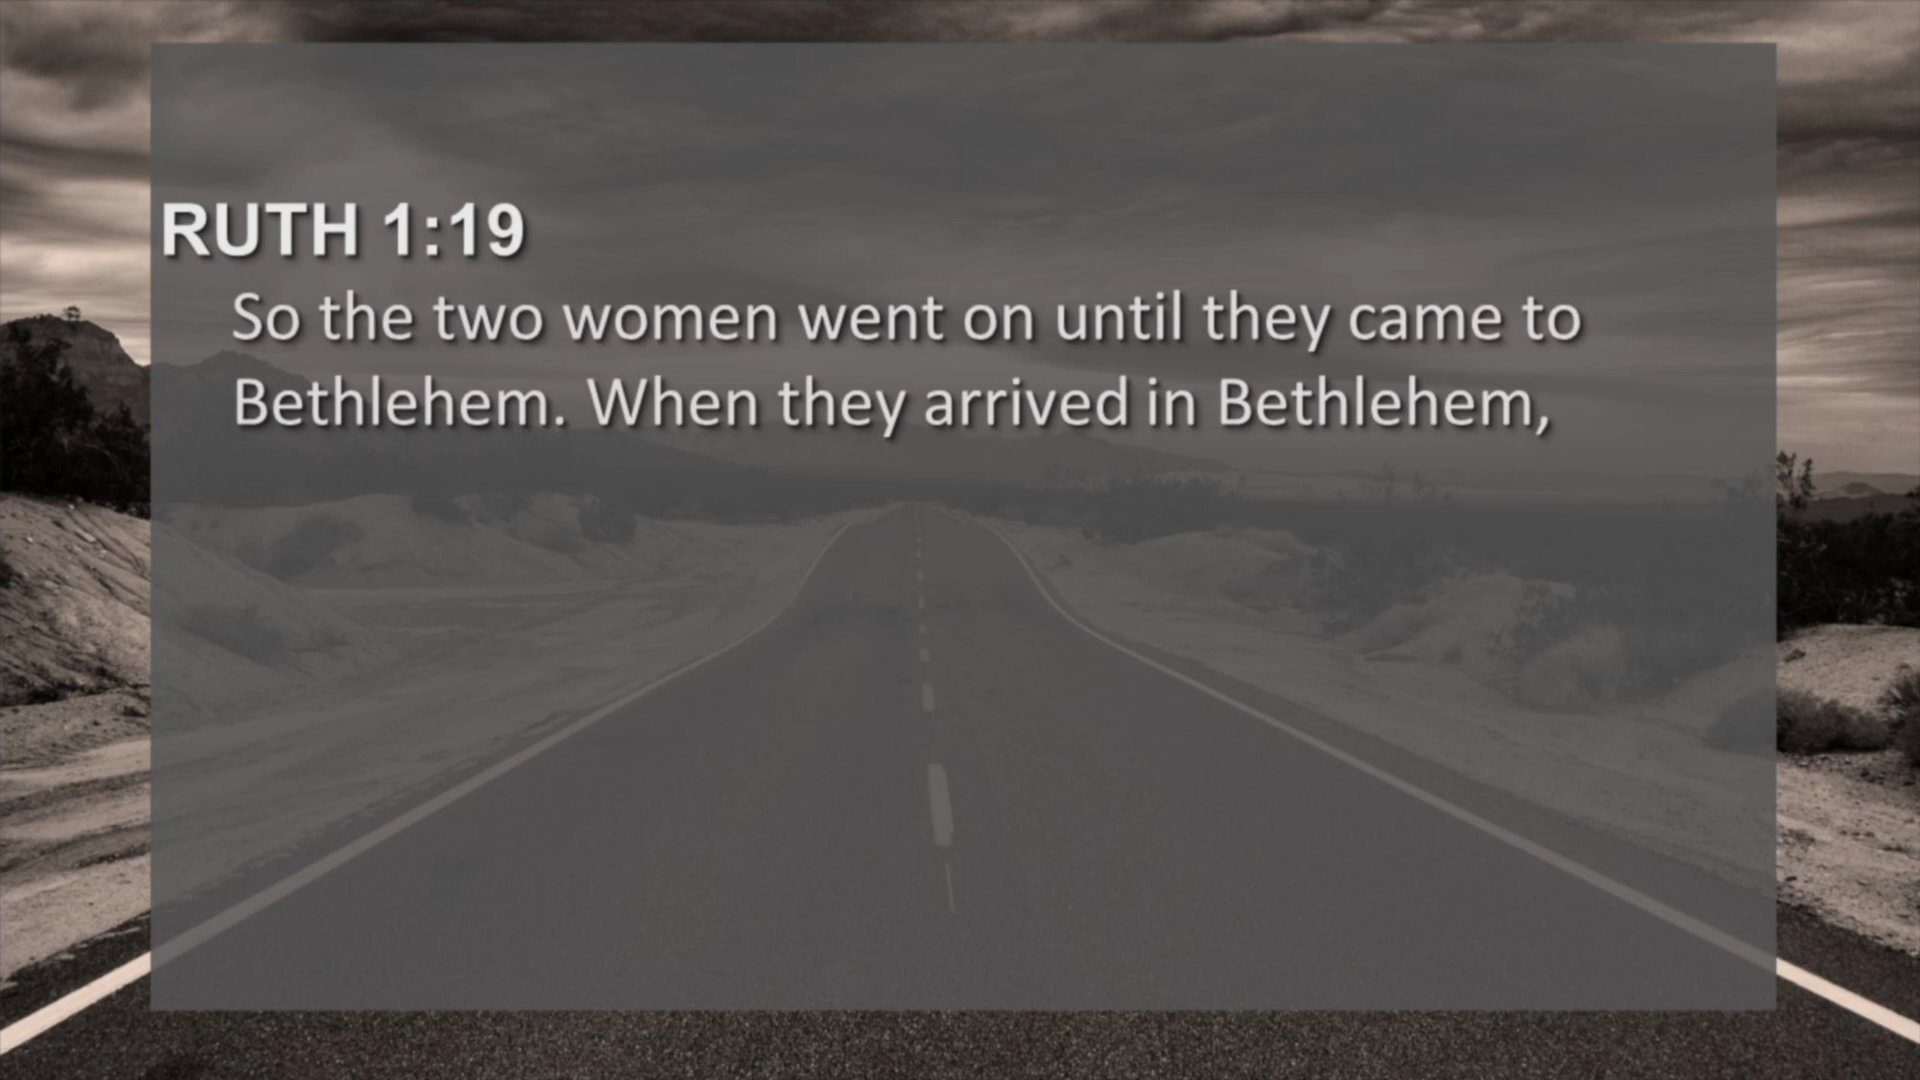 RUTH 1:19
So the two women went on until they came to
Bethlehem. When they arrived in Bethlehem,